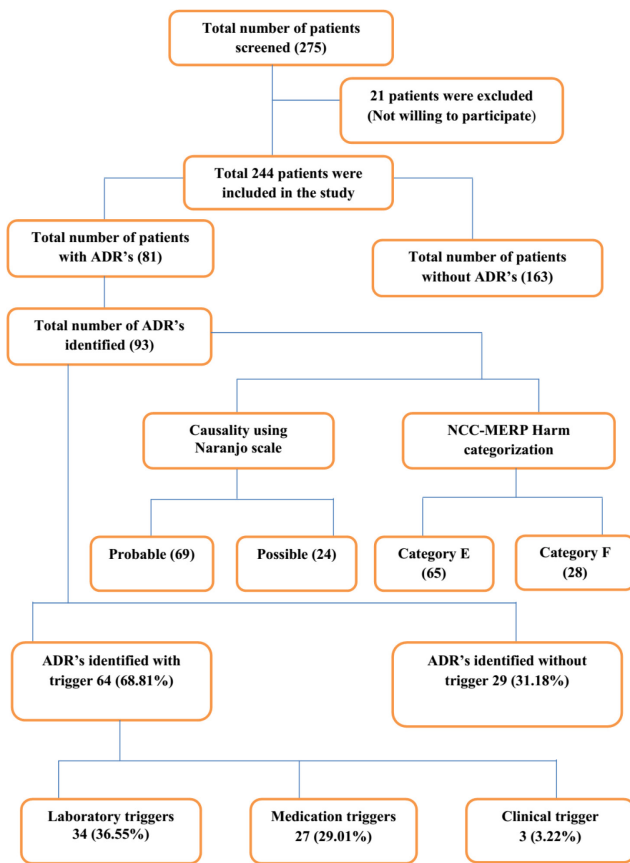 Total number of patients
screened (275)
21 patients were excluded
(Not willing to participate)
Total 244 patients were
included in the study
Total number of patients
with ADR's (81)
Total number of patients
without ADR's (163)
Total number of ADR's
identified (93)
Causality using
Naranjo scale
NCC-MERP Harm
categorization
Probable (69)
Possible (24)
Category E
(65)
Category F
(28)
ADR's identified with
trigger 64 (68.81%)
ADR's identified without
trigger 29 (31.18%)
Laboratory triggers
34 (36.55%)
Medication triggers
27 (29.01%)
Clinical trigger
3 (3.22%)